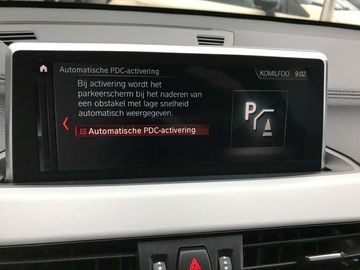 Automatische PDC-activering
KOMILFOO 9:02
Bij activering wordt het
parkeerscherm bij het naderen van
een obstakel met lage snelheid
automatisch weergegeven.
Automatische PDC-activering
P